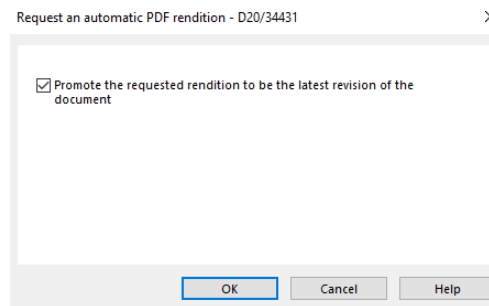 Request an automatic PDF rendition - D20/34431
Promote the requested rendition to be the latest revision of the
document
OK
Cancel
Help